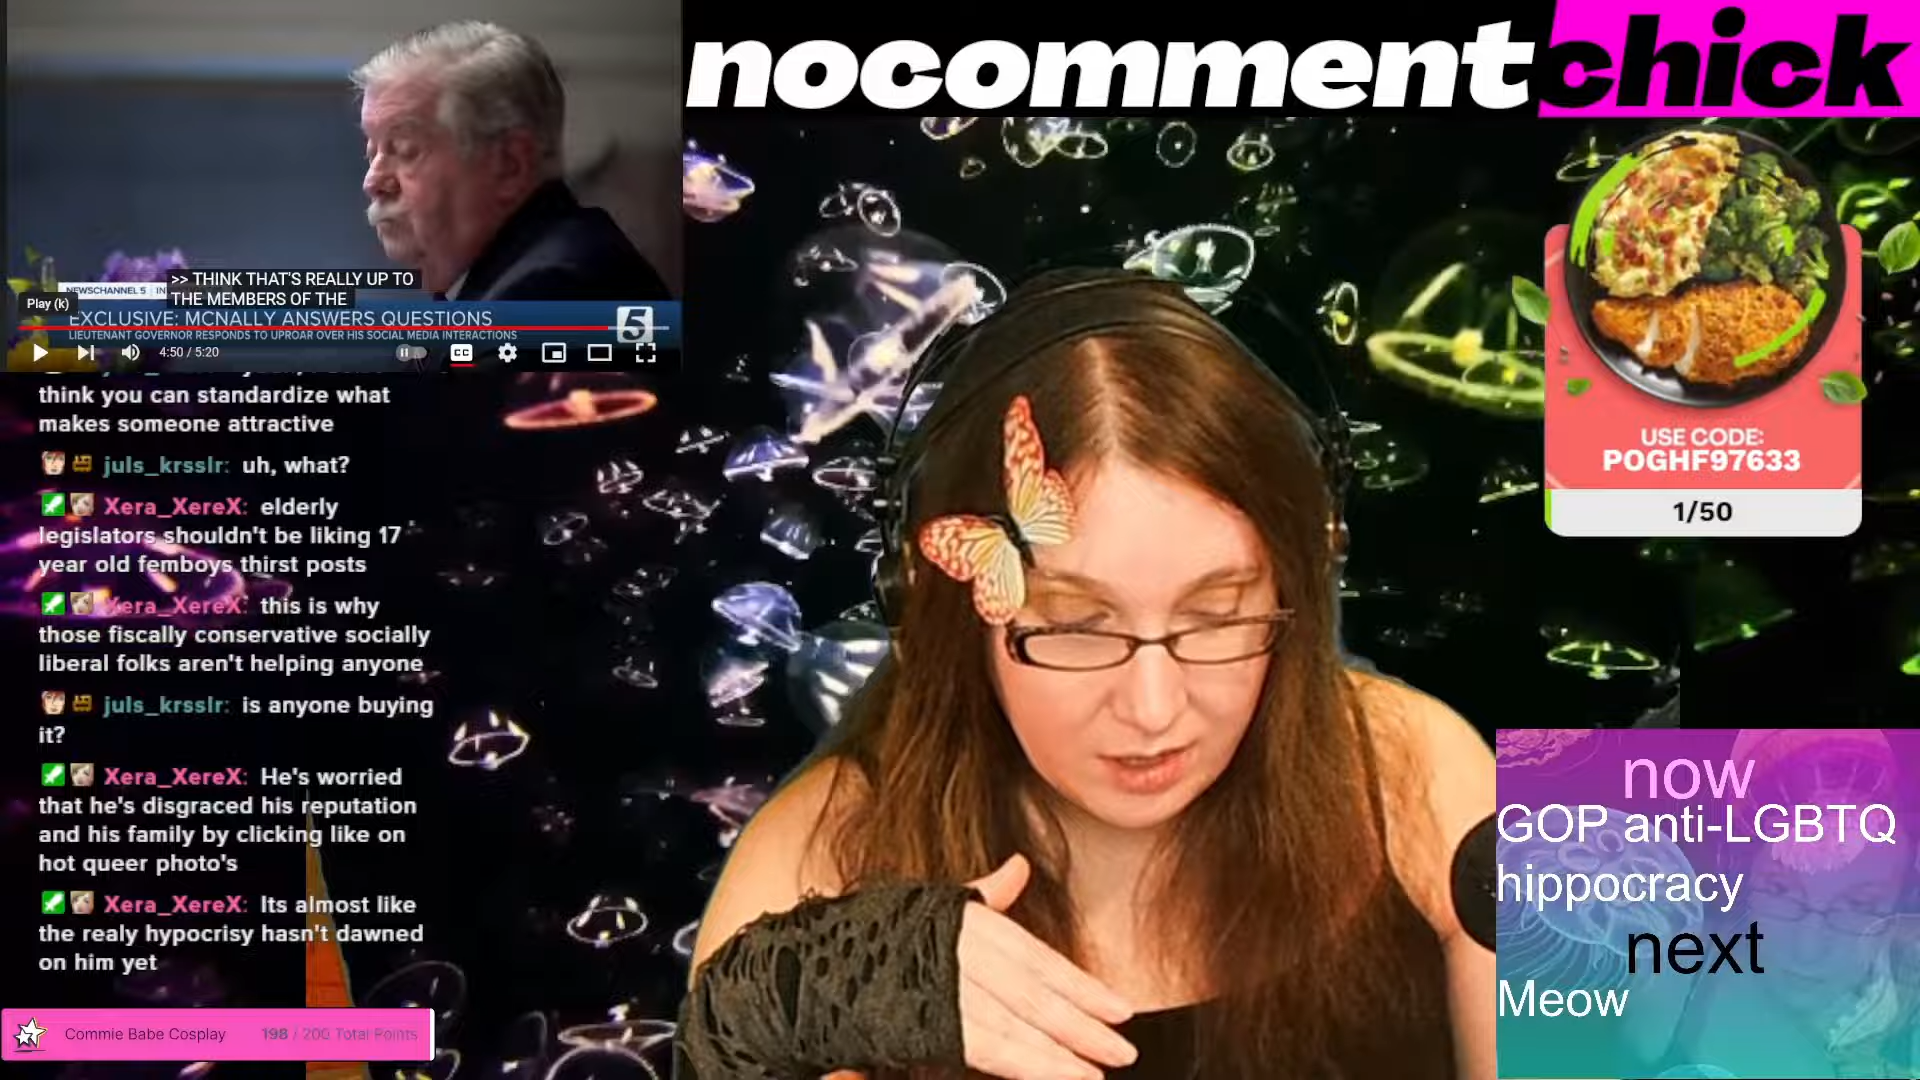 nocommentchick
>> THINK THAT'S REALLY UP TO
THE MEMBERS OF THE
NEWSCHANNEL 5
Play (k)
EXCLUSIVE: MCNALLY ANSWERS QUESTIONS
5
LIEUTENANT GOVERNOR RESPONDS TO UPROAR OVER HIS SOCIAL MEDIA INTERACTIONS
4:50 / 5:20
CC
think you can standardize what
makes someone attractive
juls_krsslr: uh, what?
Xera_XereX: elderly
legislators shouldn't be liking 17
year old femboys thirst posts
Xera_XereX: this is why
those fiscally conservative socially
liberal folks aren't helping anyone
juls_krsslr: is anyone buying
it?
Xera_XereX: He's worried
that he's disgraced his reputation
and his family by clicking like on
hot queer photo's
Xera_XereX: Its almost like
the realy hypocrisy hasn't dawned
on him yet
Commie Babe Cosplay 198 / 200 Total Points
USE CODE:
POGHF97633
1/50
now
GOP anti-LGBTQ
hippocracy
next
Meow